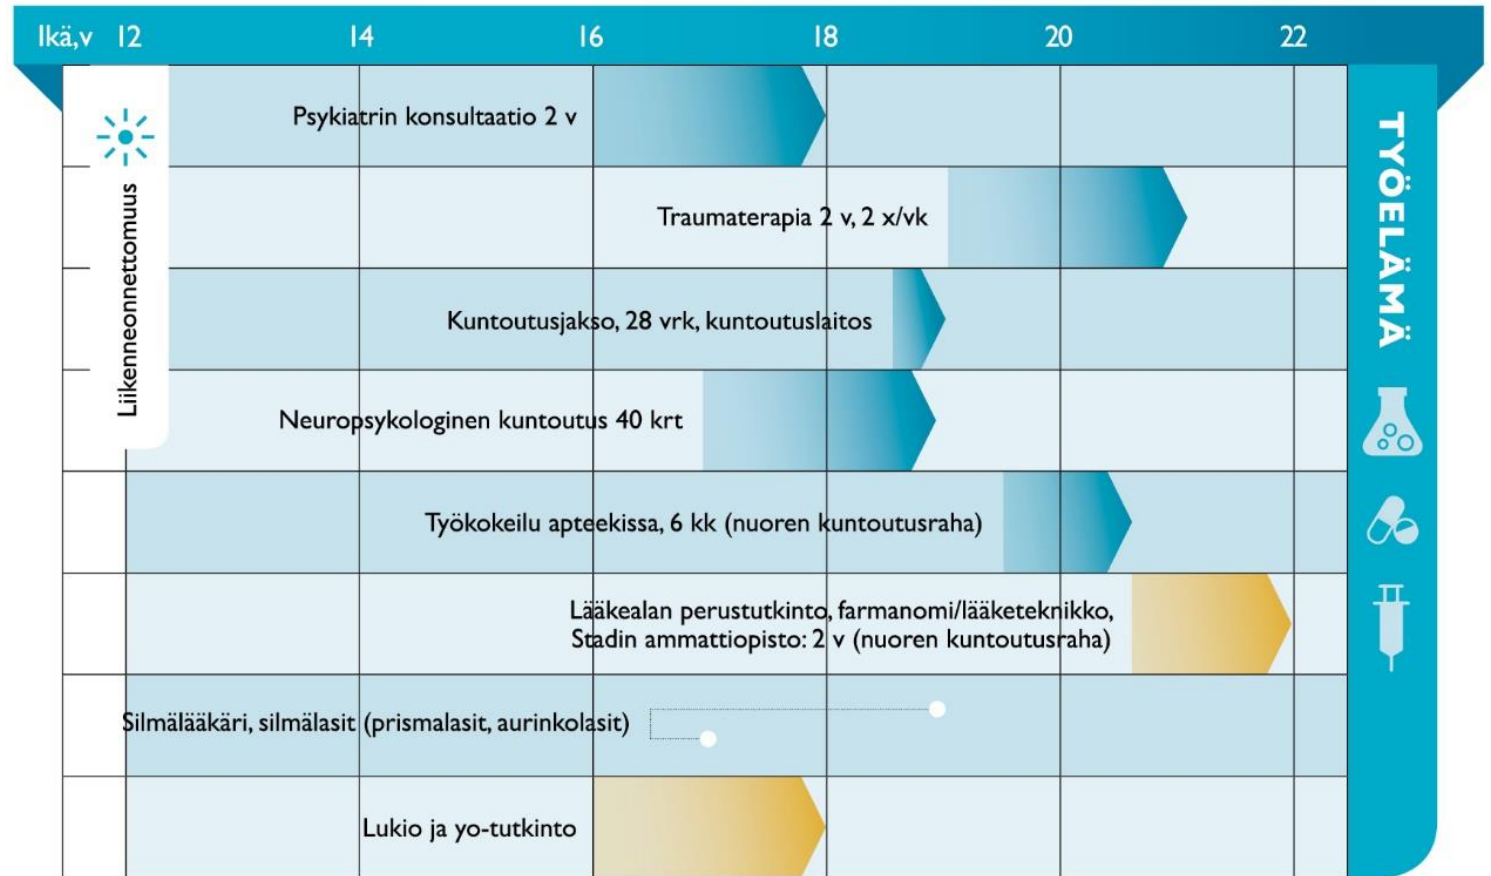 Ikä,v 12 14 16 18 20 22
Liikenneonnettomuus
Psykiatrin konsultaatio 2 v
Traumaterapia 2 v, 2 x/vk
Kuntoutusjakso, 28 vrk, kuntoutuslaitos
Neuropsykologinen kuntoutus 40 krt
Työkokeilu apteekissa, 6 kk (nuoren kuntoutusraha)
Lääkealan perustutkinto, farmanomi/lääketeknikko,
Stadin ammattiopisto: 2 v (nuoren kuntoutusraha)
Silmälääkäri, silmälasit (prismalasit, aurinkolasit)
Lukio ja yo-tutkinto
TYÖELÄMÄ